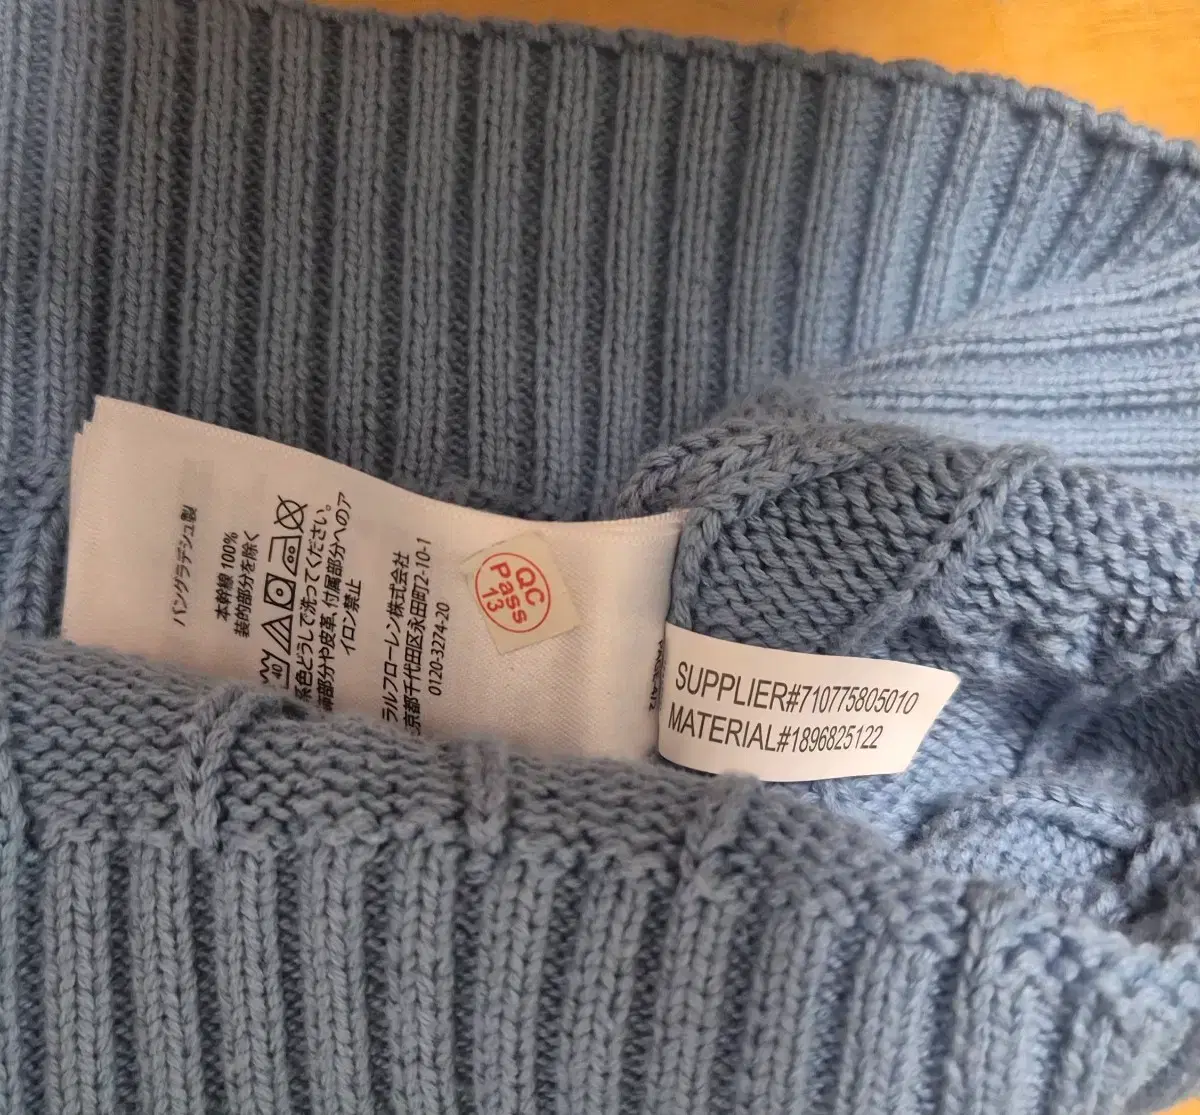 バングラデシュ製
本幹線 100%
装的部分を除く
40
系色どうしで洗ってください。
飾部分や皮革、付属部分へのア
イロン禁止
ラルフローレン株式会社
京都千代田区永田町2-10-1
0120-3274-20
QC
Pass
13
SUPPLIER#710775805010
MATERIAL#1896825122